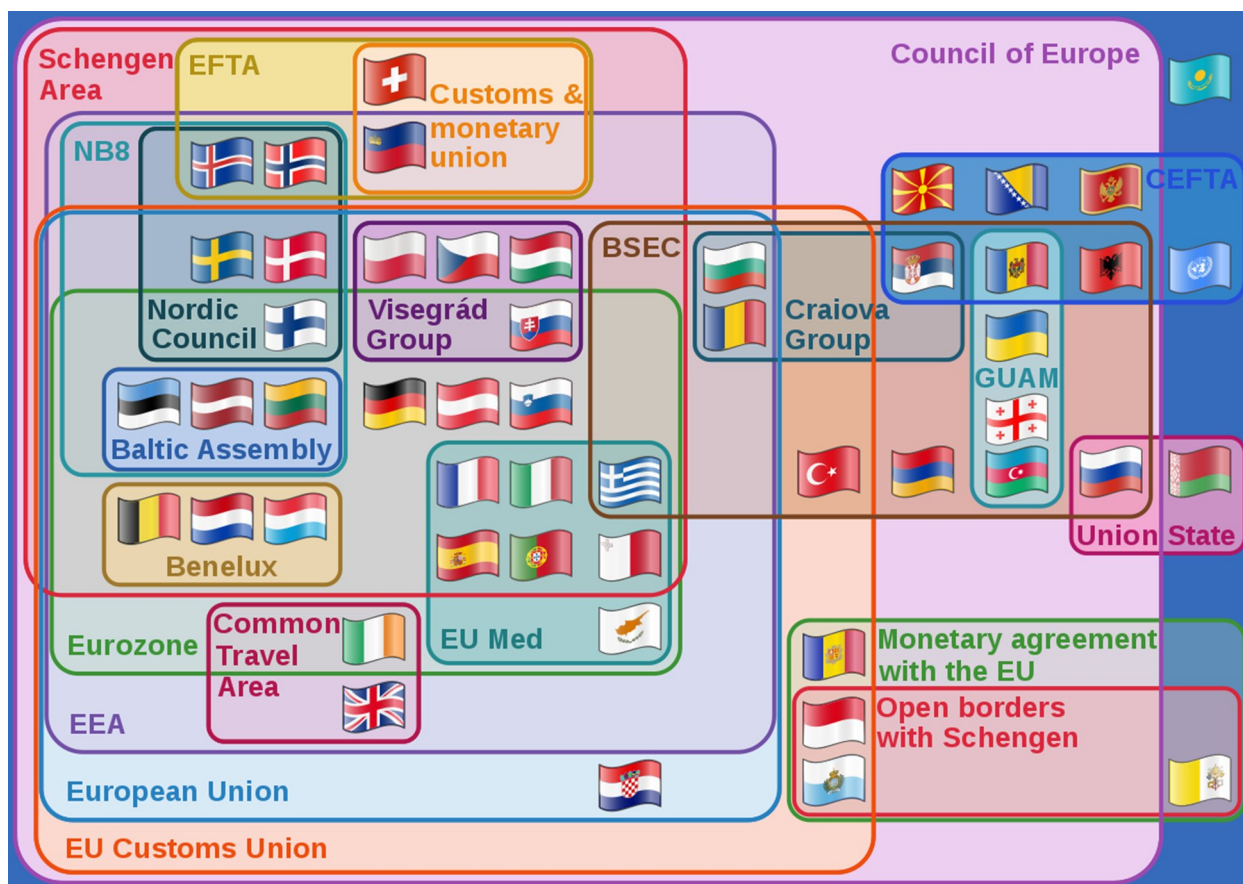 Schengen
Area
EFTA
Customs &
monetary
union
Council of Europe
NB8
CEFTA
BSEC
Nordic
Council
Visegrád
Group
Craiova
Group
GUAM
Baltic Assembly
Benelux
Union State
Common
Travel
Area
Eurozone
EU Med
Monetary agreement
with the EU
EEA
Open borders
with Schengen
European Union
EU Customs Union